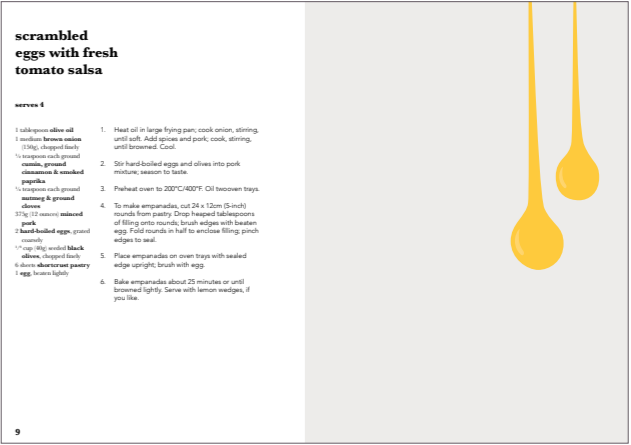 scrambled
eggs with fresh
tomato salsa
serves 4
1 tablespoon olive oil
1 medium brown onion
(150g), chopped finely
teaspoon each ground
cumin, ground
cinnamon & smoked
paprika
teaspoon each ground
nutmeg & ground
cloves
375g (12 ounces) minced
pork
2 hard-boiled eggs, grated
coarsely
cup (40g) seeded black
olives, chopped finely
6 sheets shortcrust pastry
1 egg, beaten lightly
1. Heat oil in large frying pan; cook onion, stirring,
until soft. Add spices and pork; cook, stirring,
until browned. Cool.
2. Stir hard-boiled eggs and olives into pork
mixture; season to taste.
3. Preheat oven to 200°C/400°F. Oil twooven trays.
4. To make empanadas, cut 24 x 12cm (5-inch)
rounds from pastry. Drop heaped tablespoons
of filling onto rounds; brush edges with beaten
egg. Fold rounds in half to enclose filling; pinch
edges to seal.
5. Place empanadas on oven trays with sealed
edge upright; brush with egg.
6. Bake empanadas about 25 minutes or until
browned lightly. Serve with lemon wedges, if
you like.
9